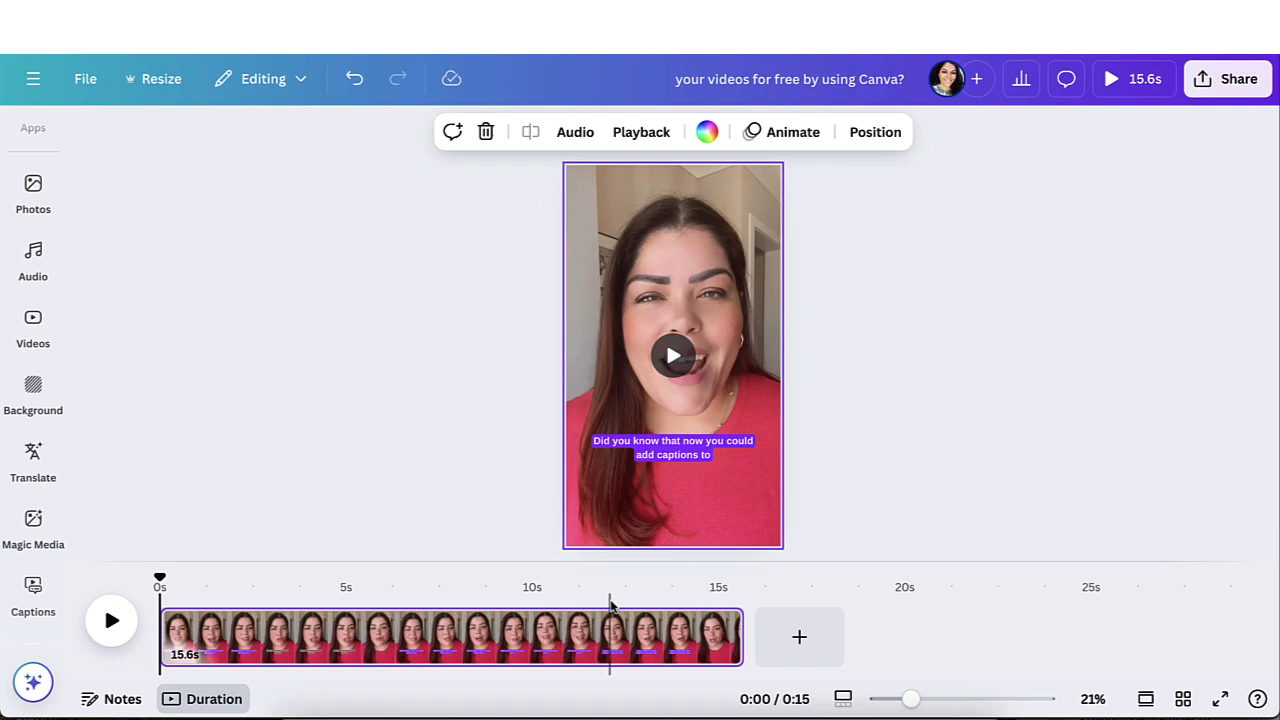 File
Resize
Editing
your videos for free by using Canva?
15.6s
Share
Apps
Audio
Playback
Animate
Position
Photos
Audio
Videos
Background
Translate
Magic Media
Captions
Did you know that now you could
add captions to
0s
5s
10s
15s
20s
25s
15.6s
Notes
Duration
0:00 / 0:15
21%